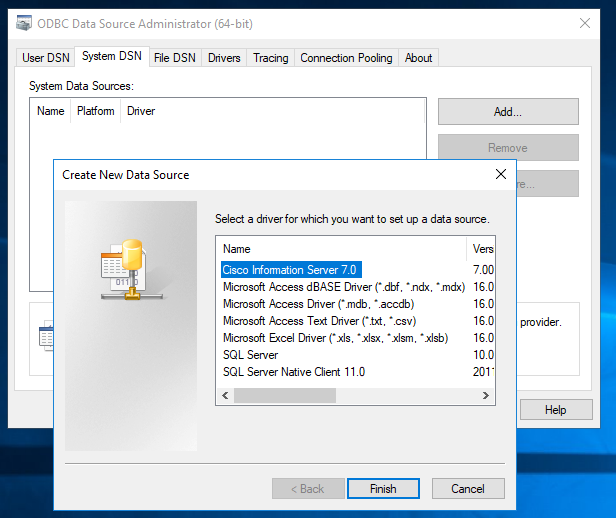 ODBC Data Source Administrator (64-bit)
User DSN System DSN File DSN Drivers Tracing Connection Pooling About
System Data Sources:
Name Platform Driver
Add...
Remove
Create New Data Source
Select a driver for which you want to set up a data source.
Name Vers
Cisco Information Server 7.0 7.00
Microsoft Access dBASE Driver (*.dbf, *.ndx, *.mdx) 16.0
Microsoft Access Driver (*.mdb, *.accdb) 16.0
Microsoft Access Text Driver (*.txt, *.csv) 16.0
Microsoft Excel Driver (*.xls, *.xlsx, *.xlsm, *.xlsb) 16.0
SQL Server 10.0
SQL Server Native Client 11.0 2011
provider.
Help
< Back Finish Cancel